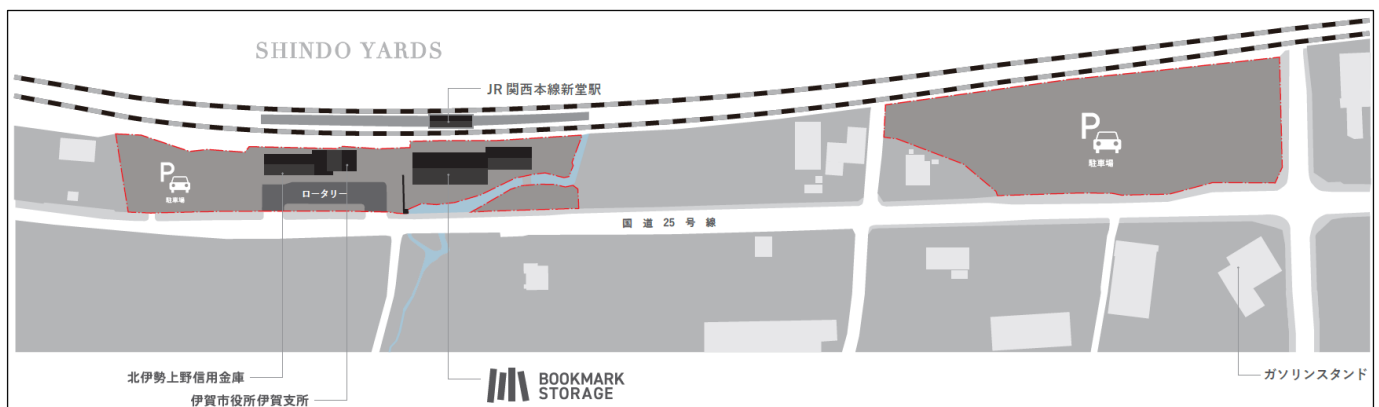 SHINDO YARDS
JR 関西本線新堂駅
P
駐車場
P
駐車場
ロータリー
国道 25 号線
北伊勢上野信用金庫
伊賀市役所伊賀支所
BOOKMARK
STORAGE
ガソリンスタンド